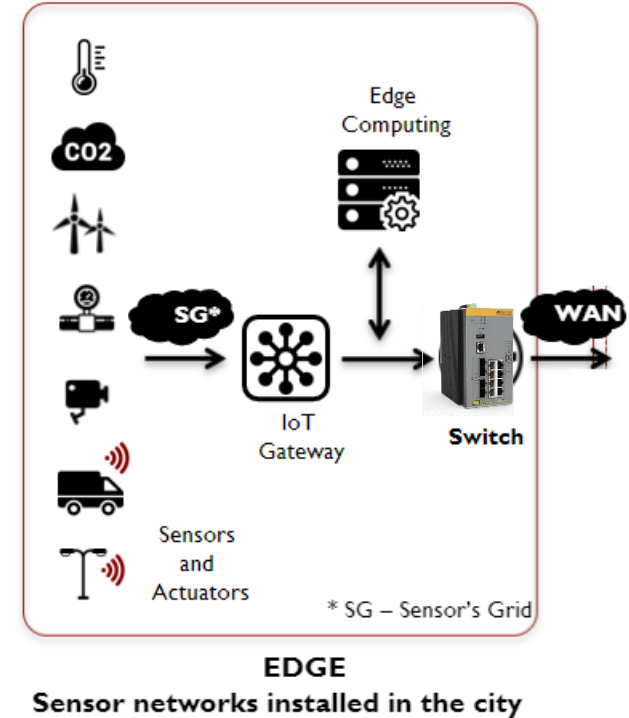 Edge
Computing
CO2
SG*
WAN
IoT
Gateway
Switch
Sensors
and
Actuators
* SG – Sensor's Grid
EDGE
Sensor networks installed in the city